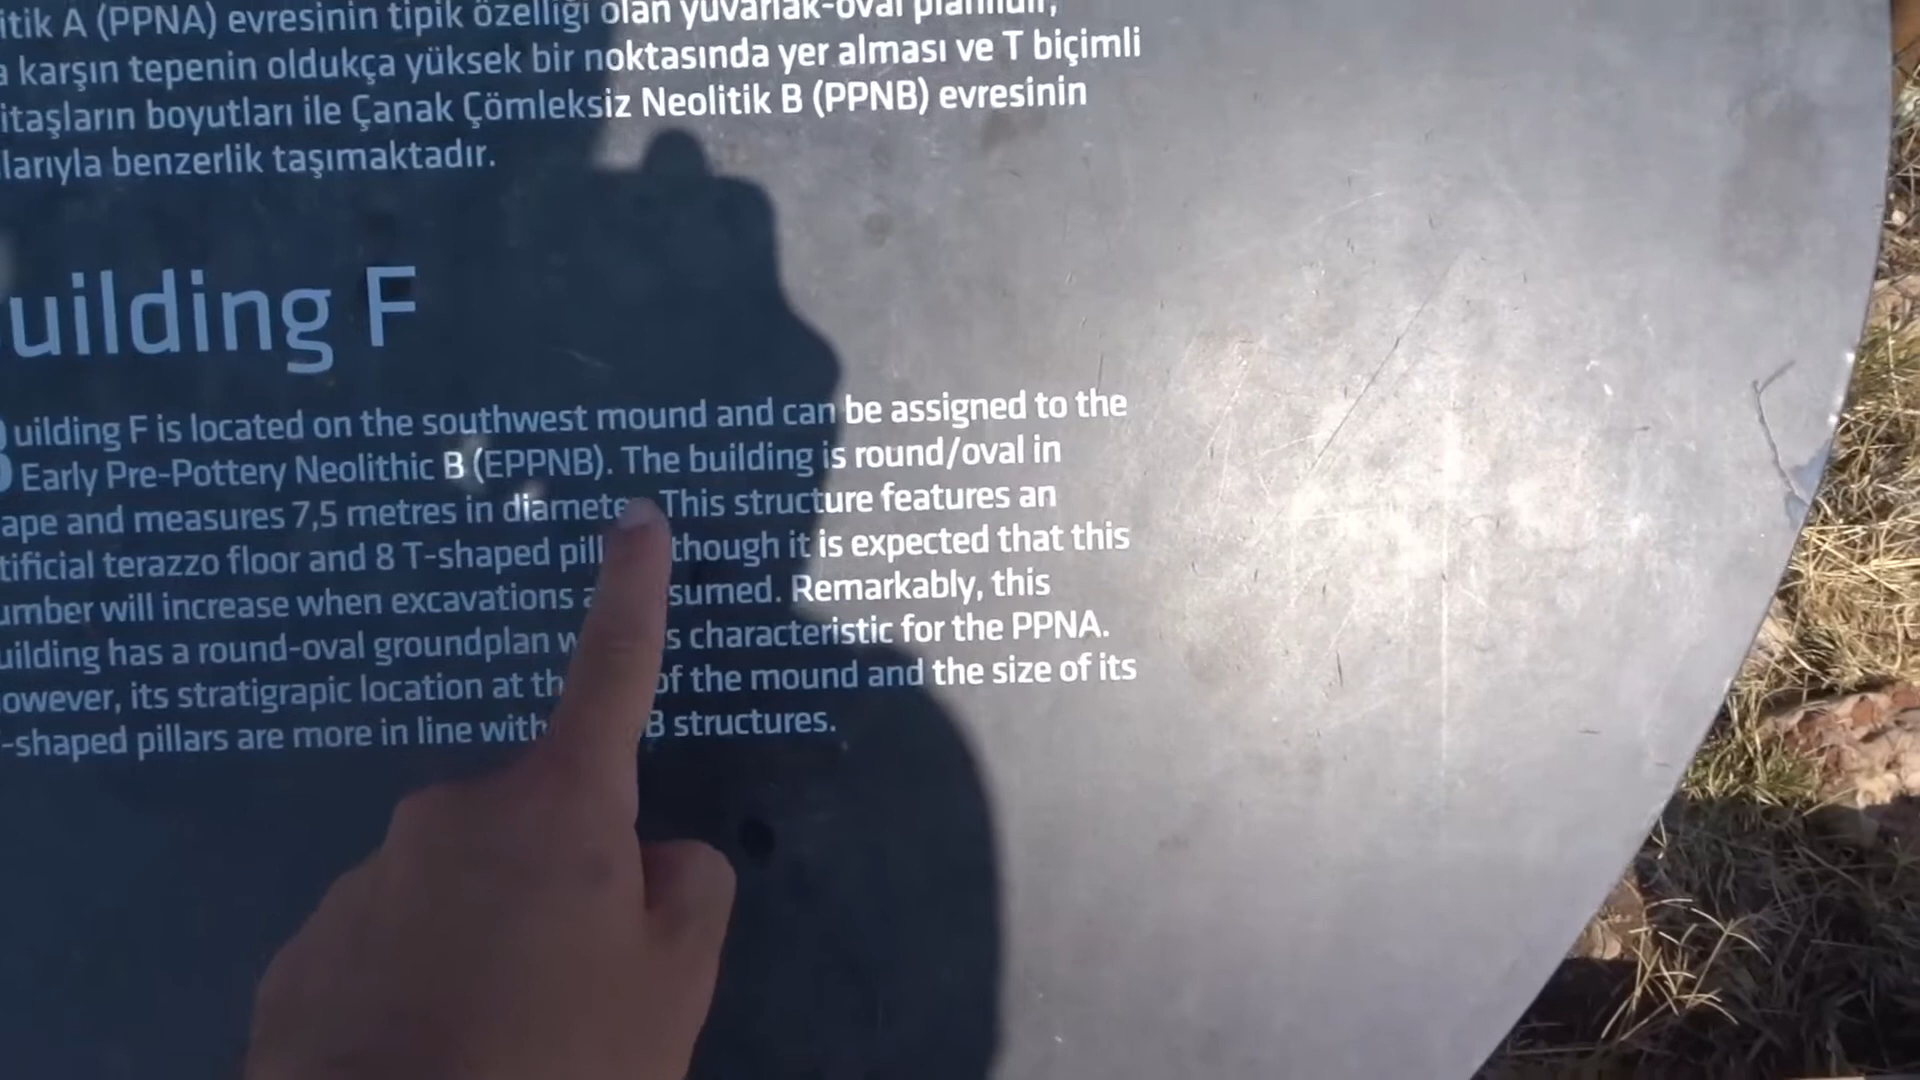 itik A (PPNA) evresinin tipik özelliği olan yuvarlak-oval planlıdır,
a karşın tepenin oldukça yüksek bir noktasında yer alması ve T biçimli
itaşların boyutları ile Çanak Çömleksiz Neolitik B (PPNB) evresinin
larıyla benzerlik taşımaktadır.
uilding F
uilding F is located on the southwest mound and can be assigned to the
Early Pre-Pottery Neolithic B (EPPNB). The building is round/oval in
ape and measures 7,5 metres in diamete This structure features an
tificial terazzo floor and 8 T-shaped pill though it is expected that this
umber will increase when excavations a sumed. Remarkably, this
uilding has a round-oval groundplan w s characteristic for the PPNA.
owever, its stratigrapic location at th of the mound and the size of its
-shaped pillars are more in line with B structures.